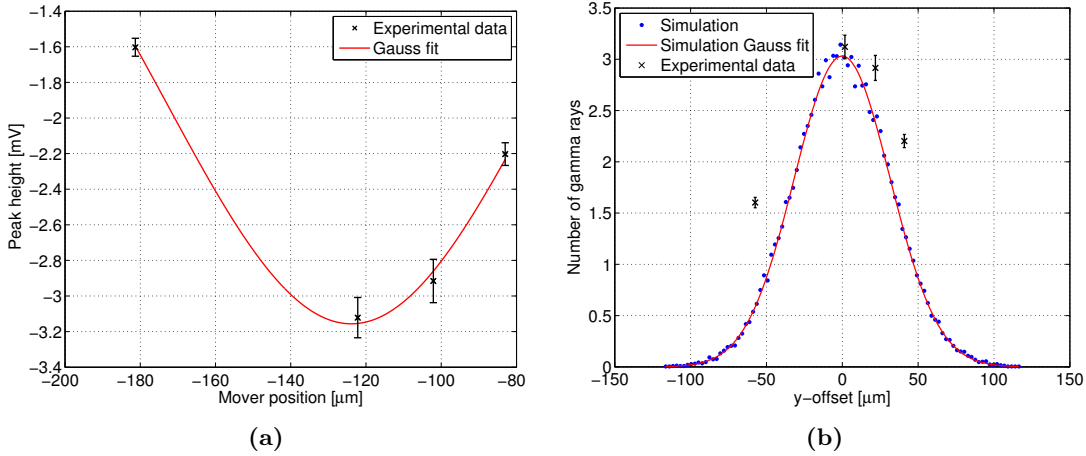 −1.4
−1.6
−1.8
−2
−2.2
−2.4
−2.6
−2.8
−3
−3.2
−3.4
Peak height [mV]
−200 −180 −160 −140 −120 −100 −80
Mover position [μm]
Experimental data
Gauss fit
(a)
3.5
3
2.5
2
1.5
1
0.5
0
Number of gamma rays
−150 −100 −50 0 50 100 150
y-offset [μm]
Simulation
Simulation Gauss fit
Experimental data
(b)